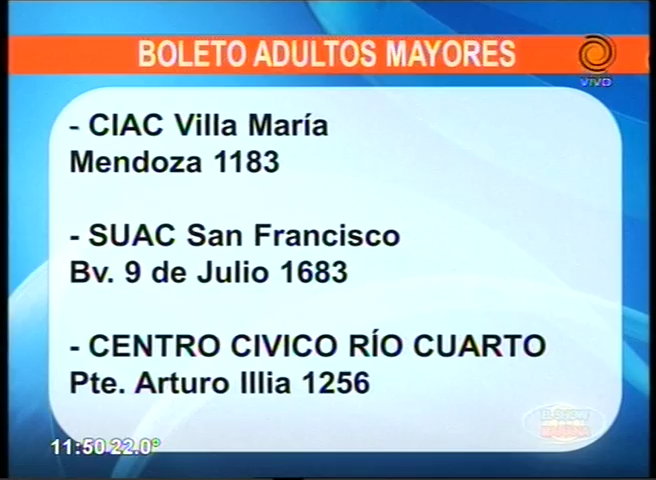 BOLETO ADULTOS MAYORES
VIVO
- CIAC Villa María
Mendoza 1183
- SUAC San Francisco
Bv. 9 de Julio 1683
- CENTRO CIVICO RÍO CUARTO
Pte. Arturo Illia 1256
11:50 22.0°